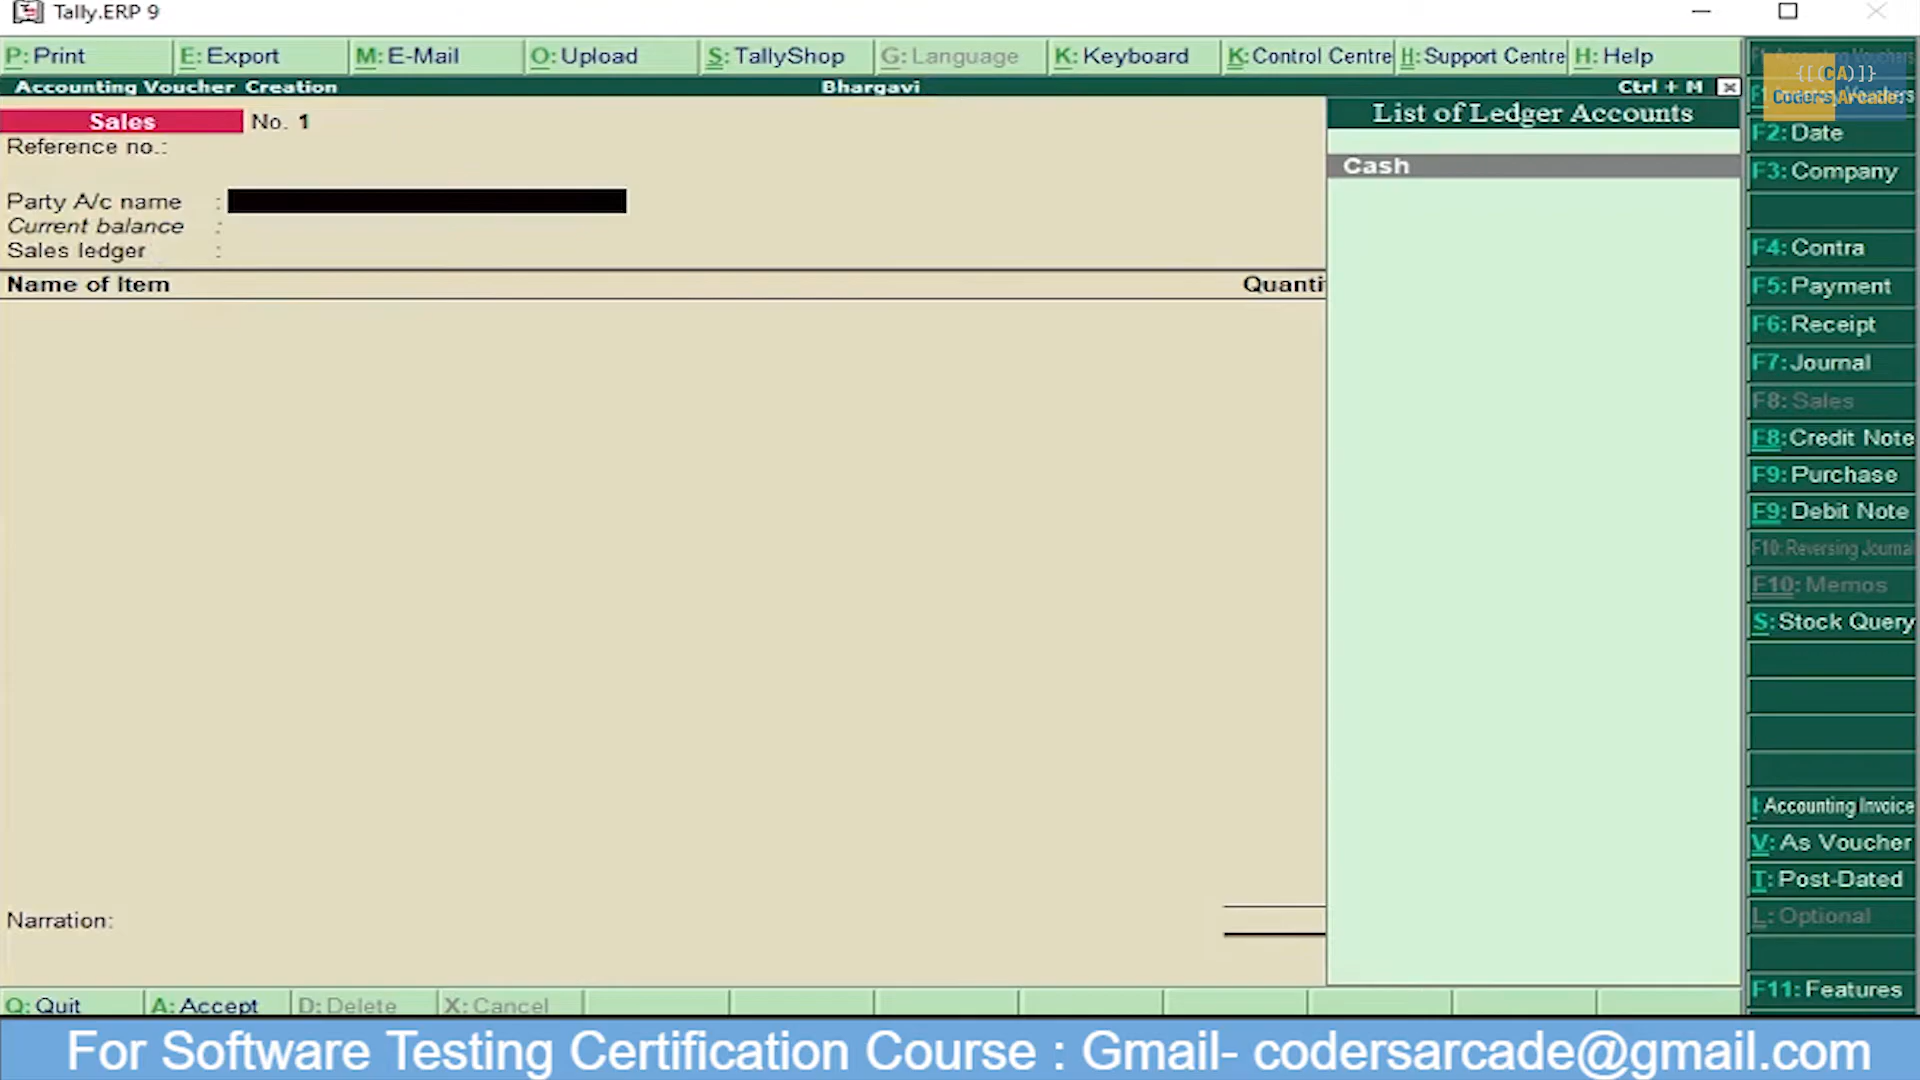 Tally.ERP 9
P: Print E: Export M: E-Mail O: Upload S: TallyShop G: Language K: Keyboard K: Control Centre H: Support Centre H: Help
Accounting Voucher Creation Bhargavi Ctrl + M
Sales No. 1
Reference no.:
Party A/c name :
Current balance :
Sales ledger :
Name of Item Quanti
Narration:
List of Ledger Accounts
Cash
{[(CA)]}
Coders Arcade
F2: Date
F3: Company
F4: Contra
F5: Payment
F6: Receipt
F7: Journal
F8: Sales
F8: Credit Note
F9: Purchase
F9: Debit Note
F10: Reversing Journal
F10: Memos
S: Stock Query
I: Accounting Invoice
V: As Voucher
T: Post-Dated
L: Optional
F11: Features
Q: Quit A: Accept D: Delete X: Cancel
For Software Testing Certification Course : Gmail- codersarcade@gmail.com